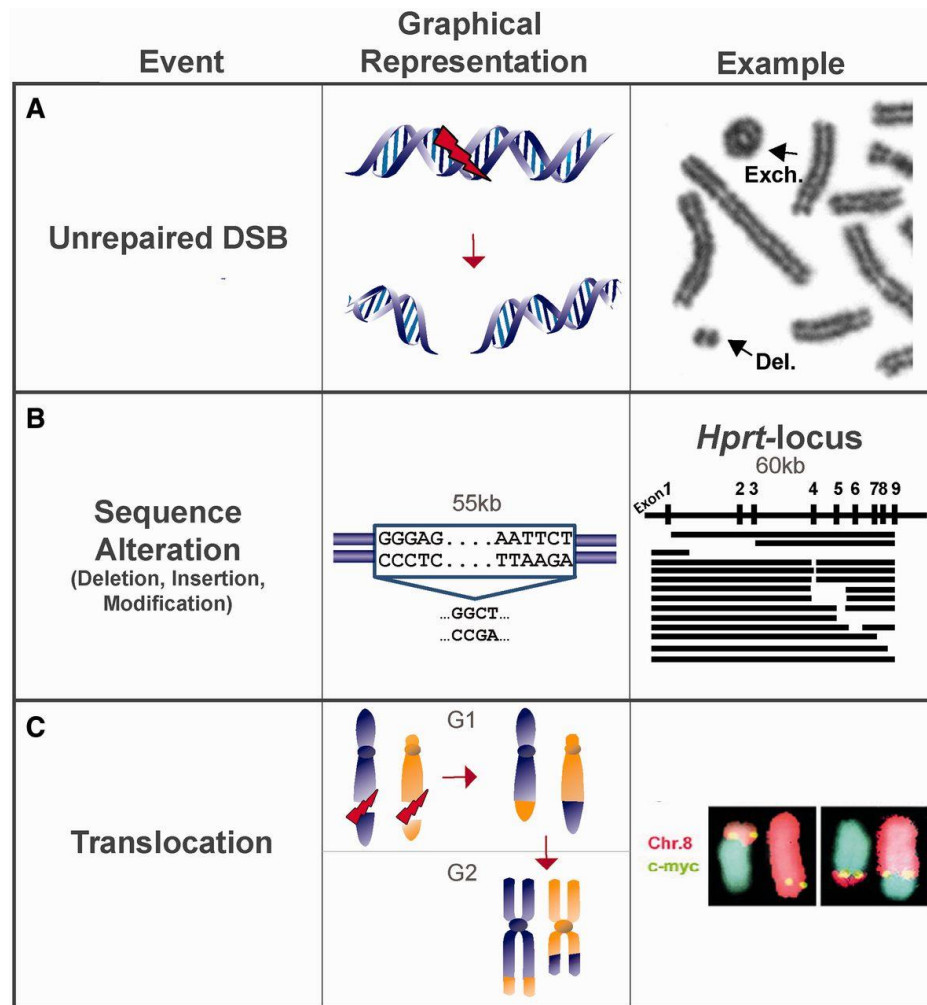 Event
Graphical
Representation
Example
A
Unrepaired DSB
Exch.
Del.
B
Sequence
Alteration
(Deletion, Insertion,
Modification)
55kb
GGGAG....AATTCT
CCCTC....TTAAGA
...GGCT...
...CCGA...
Hprt-locus
60kb
Exon 1 2 3 4 5 6 7 8 9
C
Translocation
G1
G2
Chr.8
c-myc